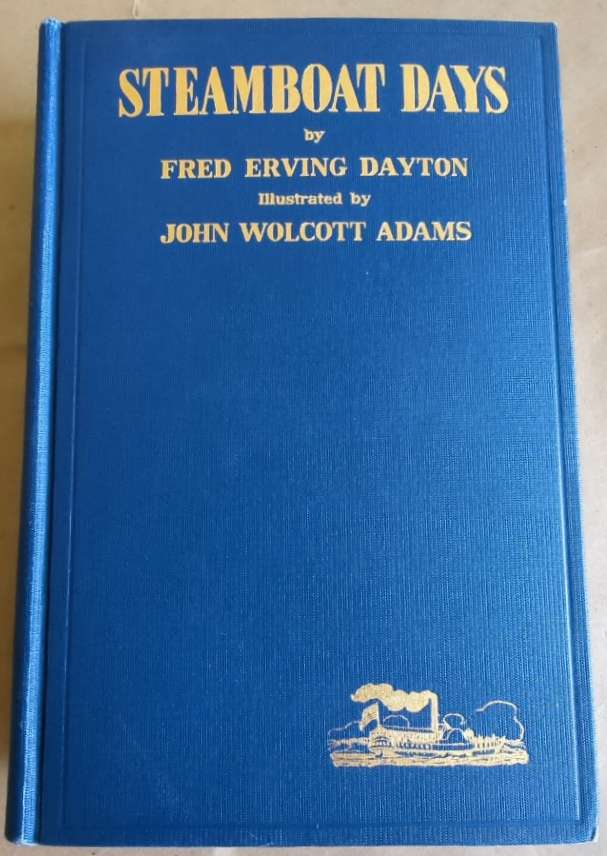 STEAMBOAT DAYS
by
FRED ERVING DAYTON
Illustrated by
JOHN WOLCOTT ADAMS